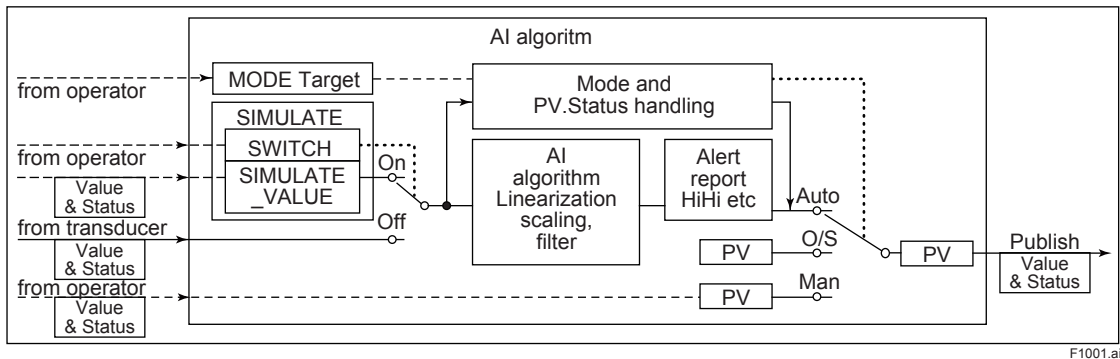 AI algoritm
from operator
MODE Target
Mode and
PV.Status handling
SIMULATE
from operator
SWITCH
SIMULATE
_VALUE
On
Value
& Status
AI
algorithm
Linearization
scaling,
filter
Alert
report
HiHi etc
Auto
from transducer
Off
Value
& Status
PV
O/S
PV
Publish
Value
& Status
from operator
Value
& Status
PV
Man
F1001.ai